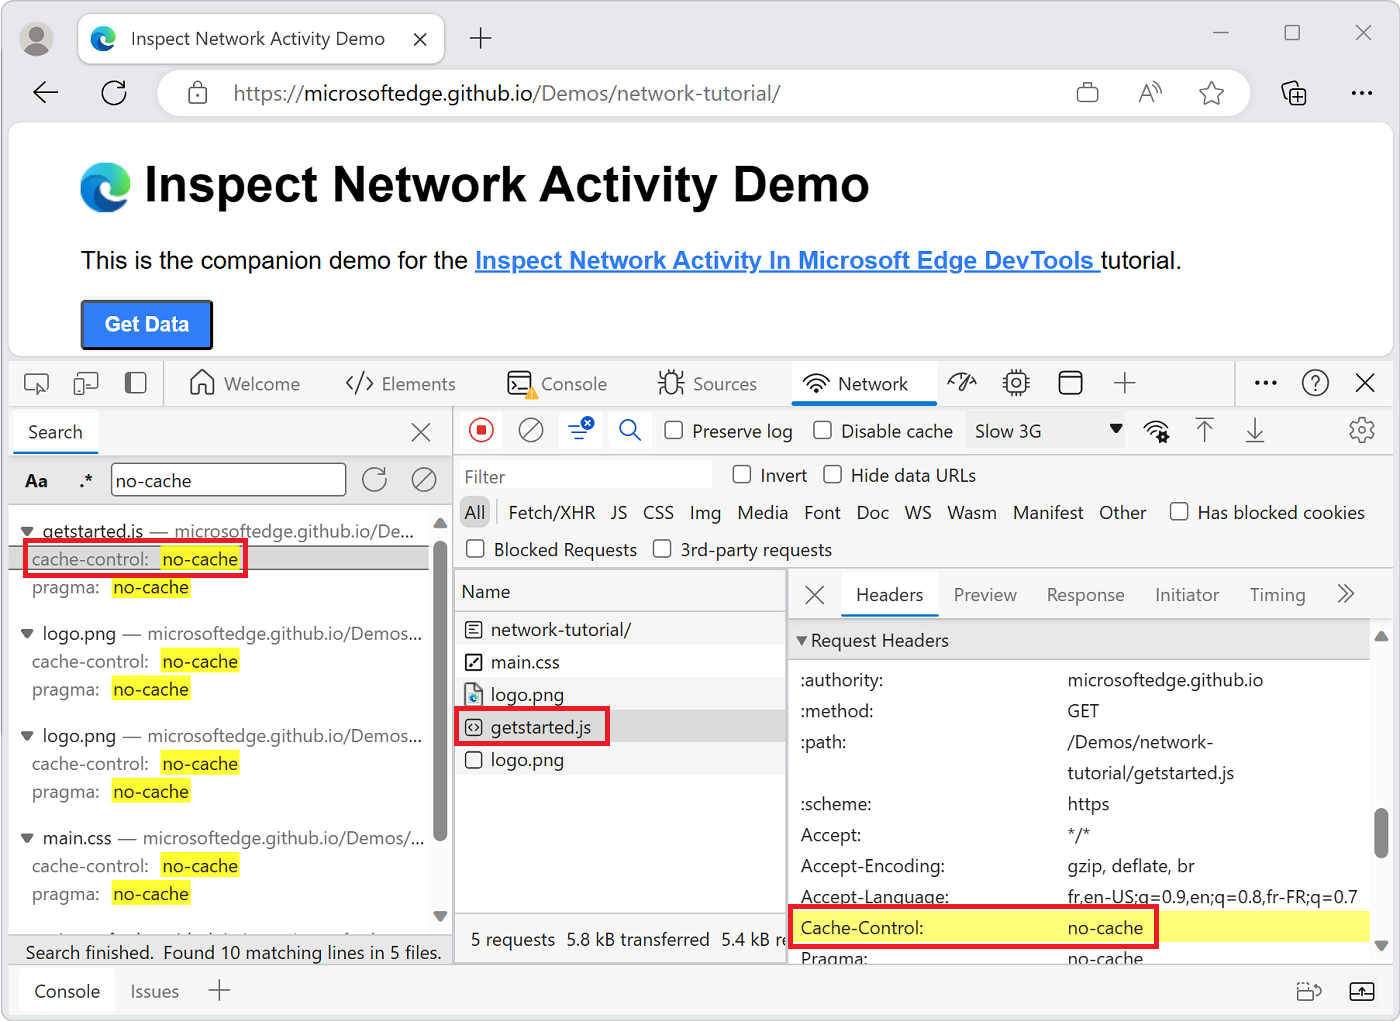 Inspect Network Activity Demo
https://microsoftedge.github.io/Demos/network-tutorial/
Inspect Network Activity Demo
This is the companion demo for the Inspect Network Activity In Microsoft Edge DevTools tutorial.
Get Data
Welcome </> Elements Console Sources Network
Search
Preserve log Disable cache Slow 3G
Aa .* no-cache
Filter Invert Hide data URLs
All Fetch/XHR JS CSS Img Media Font Doc WS Wasm Manifest Other Has blocked cookies
Blocked Requests 3rd-party requests
getstarted.js — microsoftedge.github.io/De...
cache-control: no-cache
pragma: no-cache
logo.png — microsoftedge.github.io/Demos...
cache-control: no-cache
pragma: no-cache
logo.png — microsoftedge.github.io/Demos...
cache-control: no-cache
pragma: no-cache
main.css — microsoftedge.github.io/Demos/...
cache-control: no-cache
pragma: no-cache
Search finished. Found 10 matching lines in 5 files.
Name
network-tutorial/
main.css
logo.png
getstarted.js
logo.png
5 requests 5.8 kB transferred 5.4 kB
Headers Preview Response Initiator Timing
Request Headers
:authority: microsoftedge.github.io
:method: GET
:path: /Demos/network-
tutorial/getstarted.js
:scheme: https
Accept: */*
Accept-Encoding: gzip, deflate, br
Accept-Language: fr,en-US;q=0.9,en;q=0.8,fr-FR;q=0.7
Cache-Control: no-cache
Pragma: no-cache
Console Issues